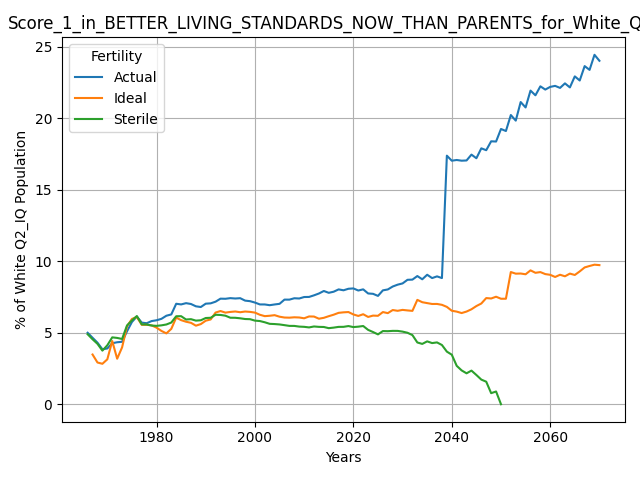 Score_1_in_BETTER_LIVING_STANDARDS_NOW_THAN_PARENTS_for_White_Q
Fertility
Actual
Ideal
Sterile
% of White Q2_IQ Population
25
20
15
10
5
0
1980 2000 2020 2040 2060
Years